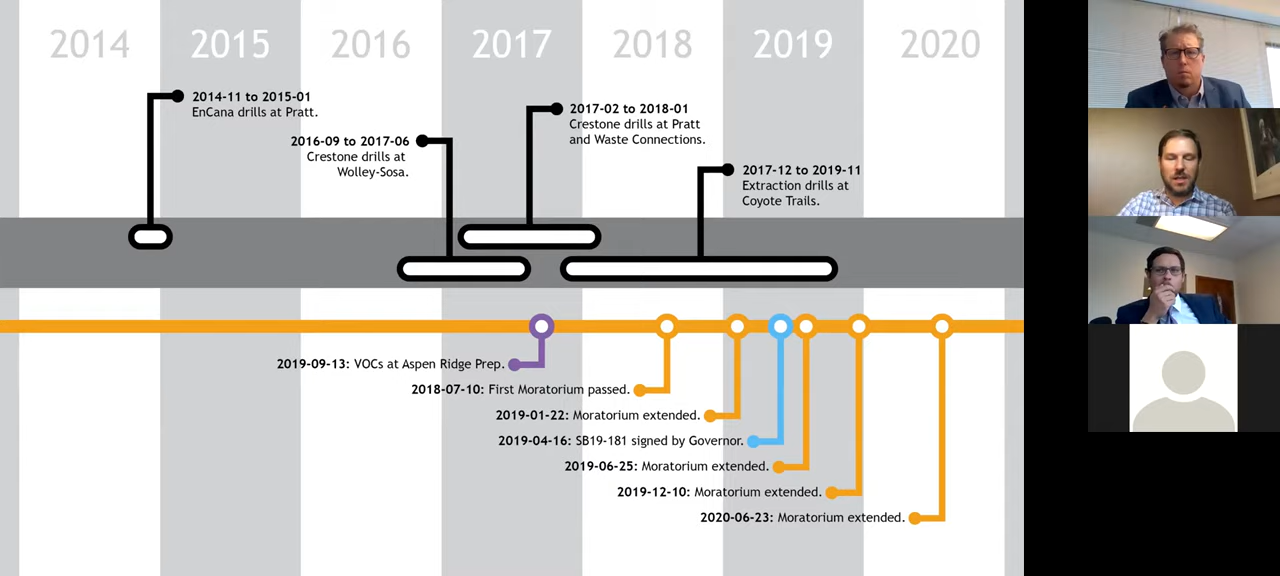 2014 2015 2016 2017 2018 2019 2020
2014-11 to 2015-01
EnCana drills at Pratt.
2016-09 to 2017-06
Crestone drills at
Wolley-Sosa.
2017-02 to 2018-01
Crestone drills at Pratt
and Waste Connections.
2017-12 to 2019-11
Extraction drills at
Coyote Trails.
2019-09-13: VOCs at Aspen Ridge Prep.
2018-07-10: First Moratorium passed.
2019-01-22: Moratorium extended.
2019-04-16: SB19-181 signed by Governor.
2019-06-25: Moratorium extended.
2019-12-10: Moratorium extended.
2020-06-23: Moratorium extended.